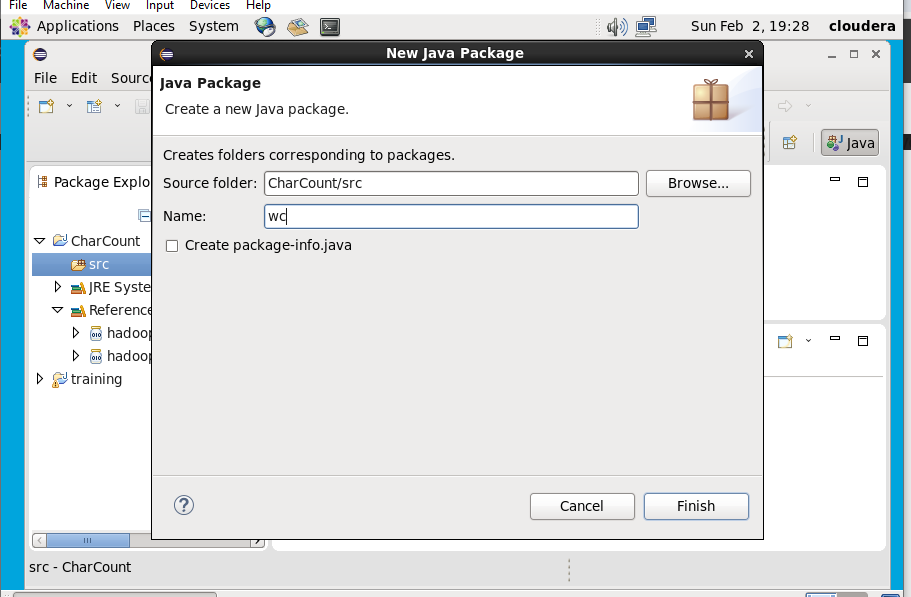 File Machine View Input Devices Help
Applications Places System Sun Feb 2, 19:28 cloudera
New Java Package
File Edit Source
Java Package
Create a new Java package.
Java
Creates folders corresponding to packages.
Package Explo
Source folder: CharCount/src Browse...
Name: wc
CharCount
Create package-info.java
src
JRE Syste
Reference
hadoop
hadoop
training
Cancel Finish
src - CharCount